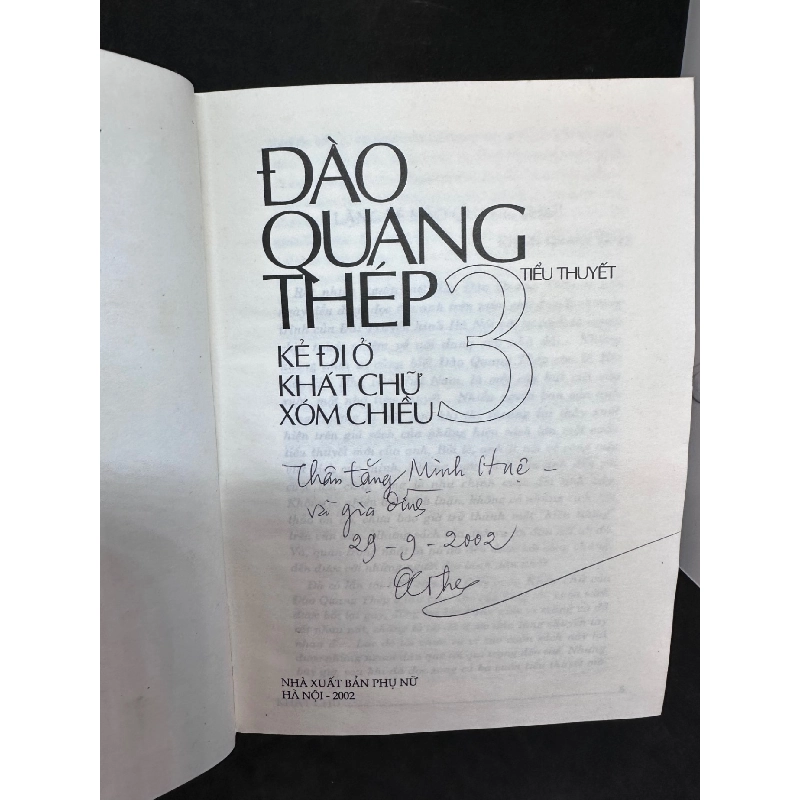 ĐÀO
QUANG
THÉP
3
TIỂU THUYẾT
KẺ ĐI Ở
KHÁT CHỮ
XÓM CHIỀU
Thân tặng Minh Huệ -
và gia đình
29-9-2002
NHÀ XUẤT BẢN PHỤ NỮ
HÀ NỘI - 2002